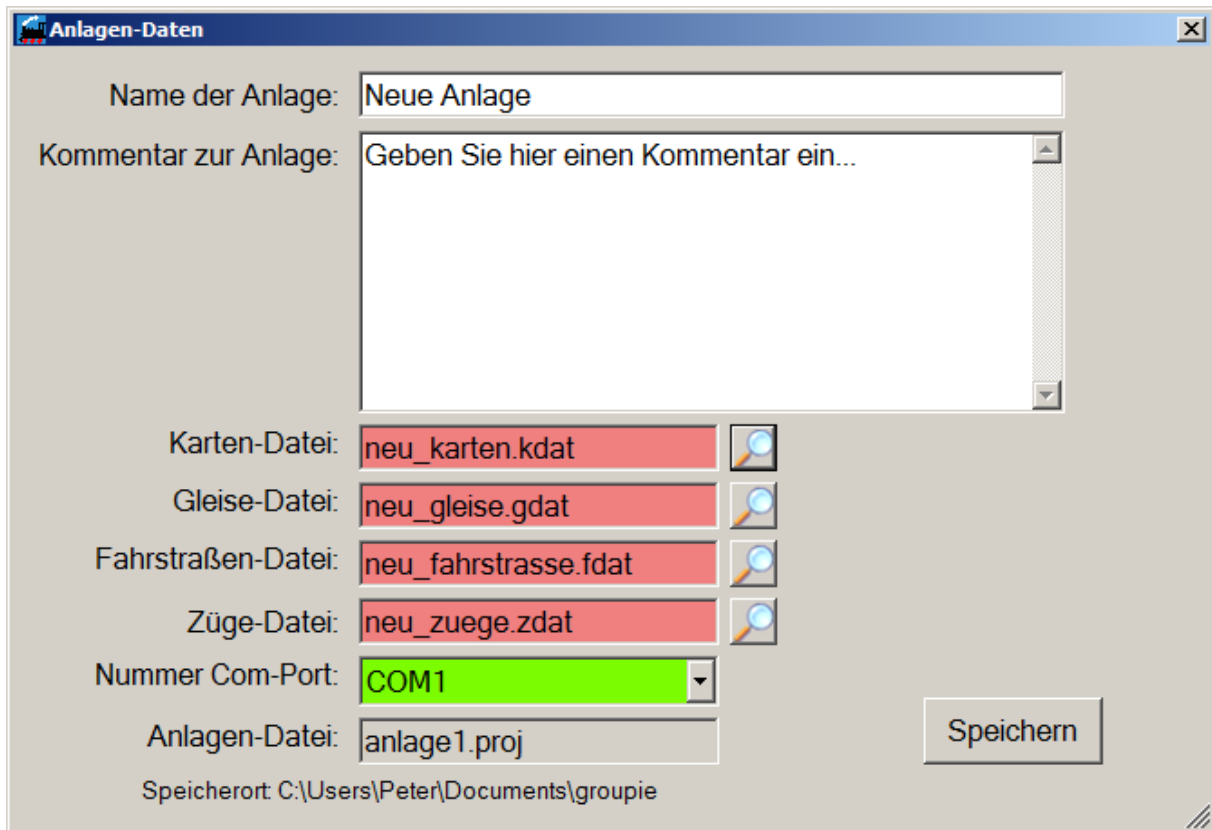 Anlagen-Daten
Name der Anlage: Neue Anlage
Kommentar zur Anlage: Geben Sie hier einen Kommentar ein...
Karten-Datei: neu_karten.kdat
Gleise-Datei: neu_gleise.gdat
Fahrstraßen-Datei: neu_fahrstrasse.fdat
Züge-Datei: neu_zuege.zdat
Nummer Com-Port: COM1
Anlagen-Datei: anlage1.proj
Speichern
Speicherort: C:\Users\Peter\Documents\groupie